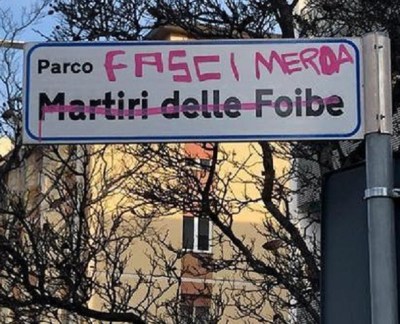 Parco FASCI MERDA
Martiri delle Foibe